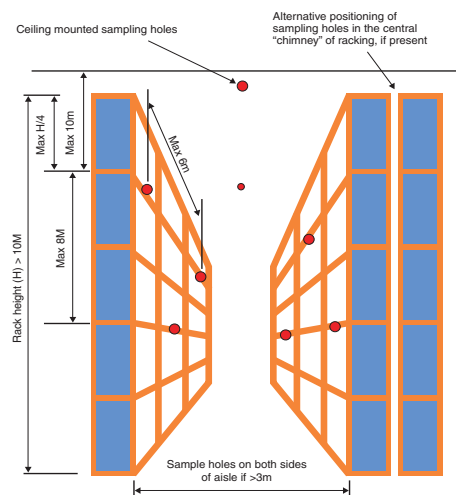 Ceiling mounted sampling holes
Alternative positioning of
sampling holes in the central
“chimney” of racking, if present
Max H/4
Max 10m
Max 6m
Max 8M
Rack height (H) > 10M
Sample holes on both sides
of aisle if >3m